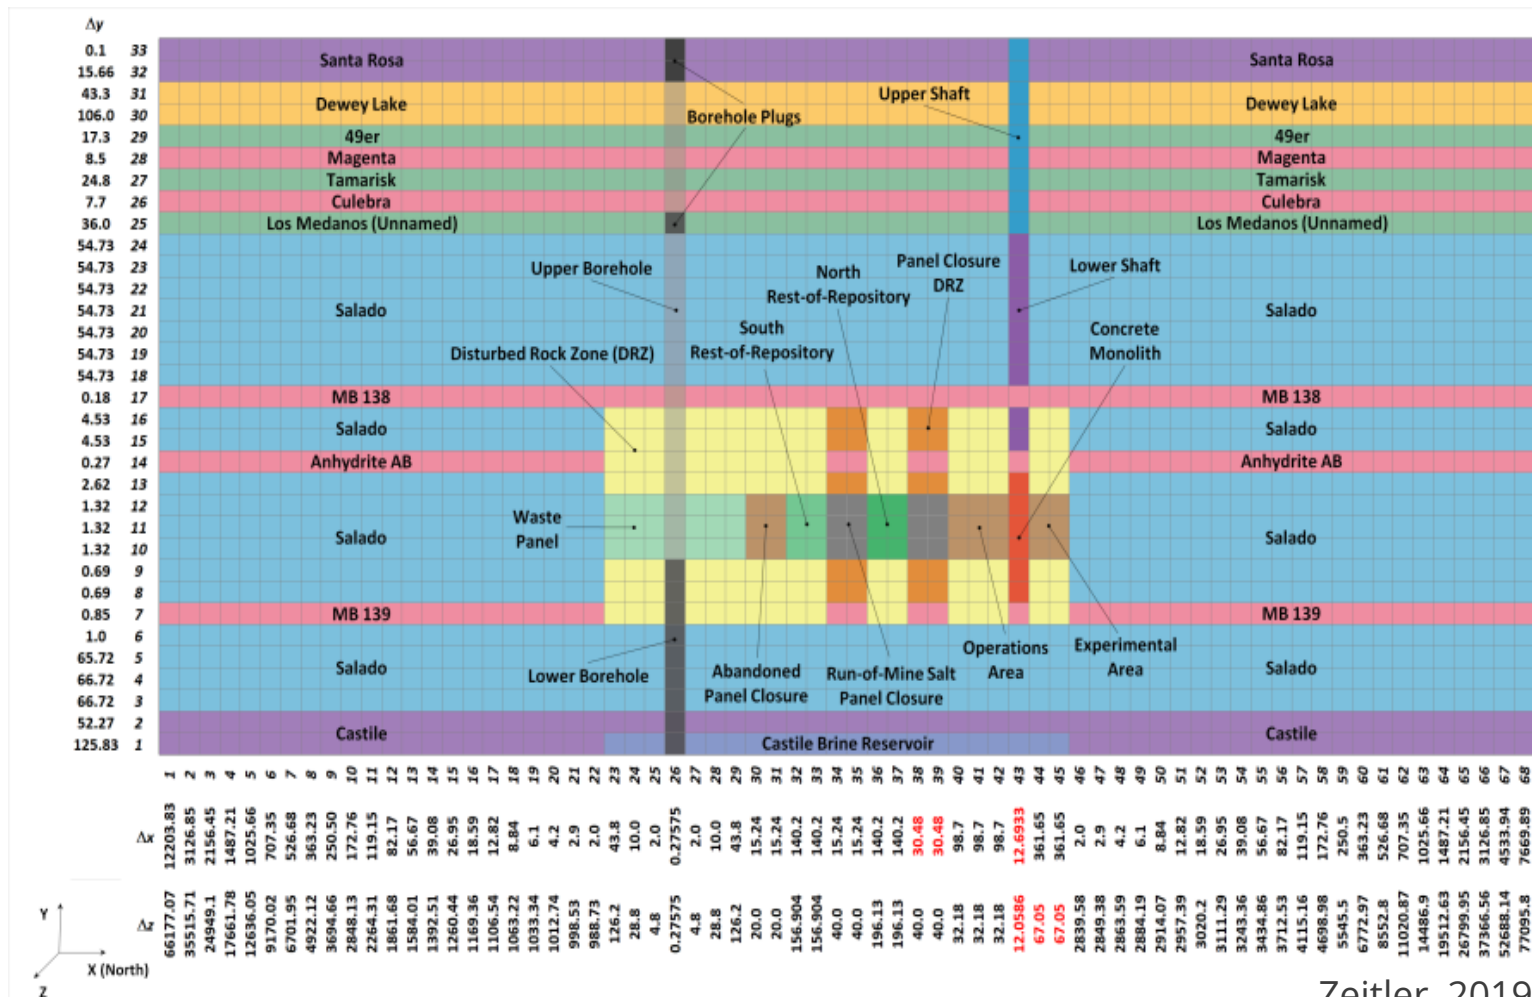 Δy
0.1 33
15.66 32
43.3 31
106.0 30
17.3 29
8.5 28
24.8 27
7.7 26
36.0 25
54.73 24
54.73 23
54.73 22
54.73 21
54.73 20
54.73 19
54.73 18
0.18 17
4.53 16
4.53 15
0.27 14
2.62 13
1.32 12
1.32 11
1.32 10
0.69 9
0.69 8
0.85 7
1.0 6
65.72 5
66.72 4
66.72 3
52.27 2
125.83 1
Santa Rosa
Santa Rosa
Upper Shaft
Dewey Lake
Dewey Lake
Borehole Plugs
49er
49er
Magenta
Magenta
Tamarisk
Tamarisk
Culebra
Culebra
Los Medanos (Unnamed)
Los Medanos (Unnamed)
Upper Borehole
North
Rest-of-Repository
Panel Closure
DRZ
Lower Shaft
Salado
Salado
South
Rest-of-Repository
Concrete
Monolith
Disturbed Rock Zone (DRZ)
MB 138
MB 138
Salado
Salado
Anhydrite AB
Anhydrite AB
Waste
Panel
Salado
Salado
MB 139
MB 139
Salado
Salado
Lower Borehole
Abandoned
Panel Closure
Run-of-Mine Salt
Panel Closure
Operations
Area
Experimental
Area
Castile
Castile Brine Reservoir
Castile
1 2 3 4 5 6 7 8 9 10 11 12 13 14 15 16 17 18 19 20 21 22 23 24 25 26 27 28 29 30 31 32 33 34 35 36 37 38 39 40 41 42 43 44 45 46 47 48 49 50 51 52 53 54 55 56 57 58 59 60 61 62 63 64 65 66 67 68
Δx 12203.83 3126.85 2156.45 1487.21 1025.66 707.35 526.68 363.23 250.50 172.76 119.15 82.17 56.67 39.08 26.95 18.59 12.82 8.84 6.1 4.2 2.9 2.0 43.8 10.0 2.0 0.27575 2.0 10.0 43.8 15.24 15.24 140.2 140.2 15.24 15.24 140.2 140.2 30.48 30.48 98.7 98.7 98.7 12.6933 361.65 361.65 2.0 2.9 4.2 6.1 8.84 12.82 18.59 26.95 39.08 56.67 82.17 119.15 172.76 250.5 363.23 526.68 707.35 1025.66 1487.21 2156.45 3126.85 4533.94 7669.89
Δz 66177.07 35515.71 24949.1 17661.78 12636.05 9170.02 6701.95 4922.12 3694.66 2848.13 2264.31 1861.68 1584.01 1392.51 1260.44 1169.36 1106.54 1063.22 1033.34 1012.74 998.53 988.73 126.2 28.8 4.8 0.27575 4.8 28.8 126.2 20.0 20.0 156.904 156.904 40.0 40.0 196.13 196.13 40.0 40.0 32.18 32.18 32.18 12.0586 67.05 67.05 2839.58 2849.38 2863.59 2884.19 2914.07 2957.39 3020.2 3111.29 3243.36 3434.86 3712.53 4115.16 4698.98 5545.5 6772.97 8552.8 11020.87 14486.9 19512.63 26799.95 37366.56 52688.14 77095.8
Y
X (North)
Z
Zeitler, 2019